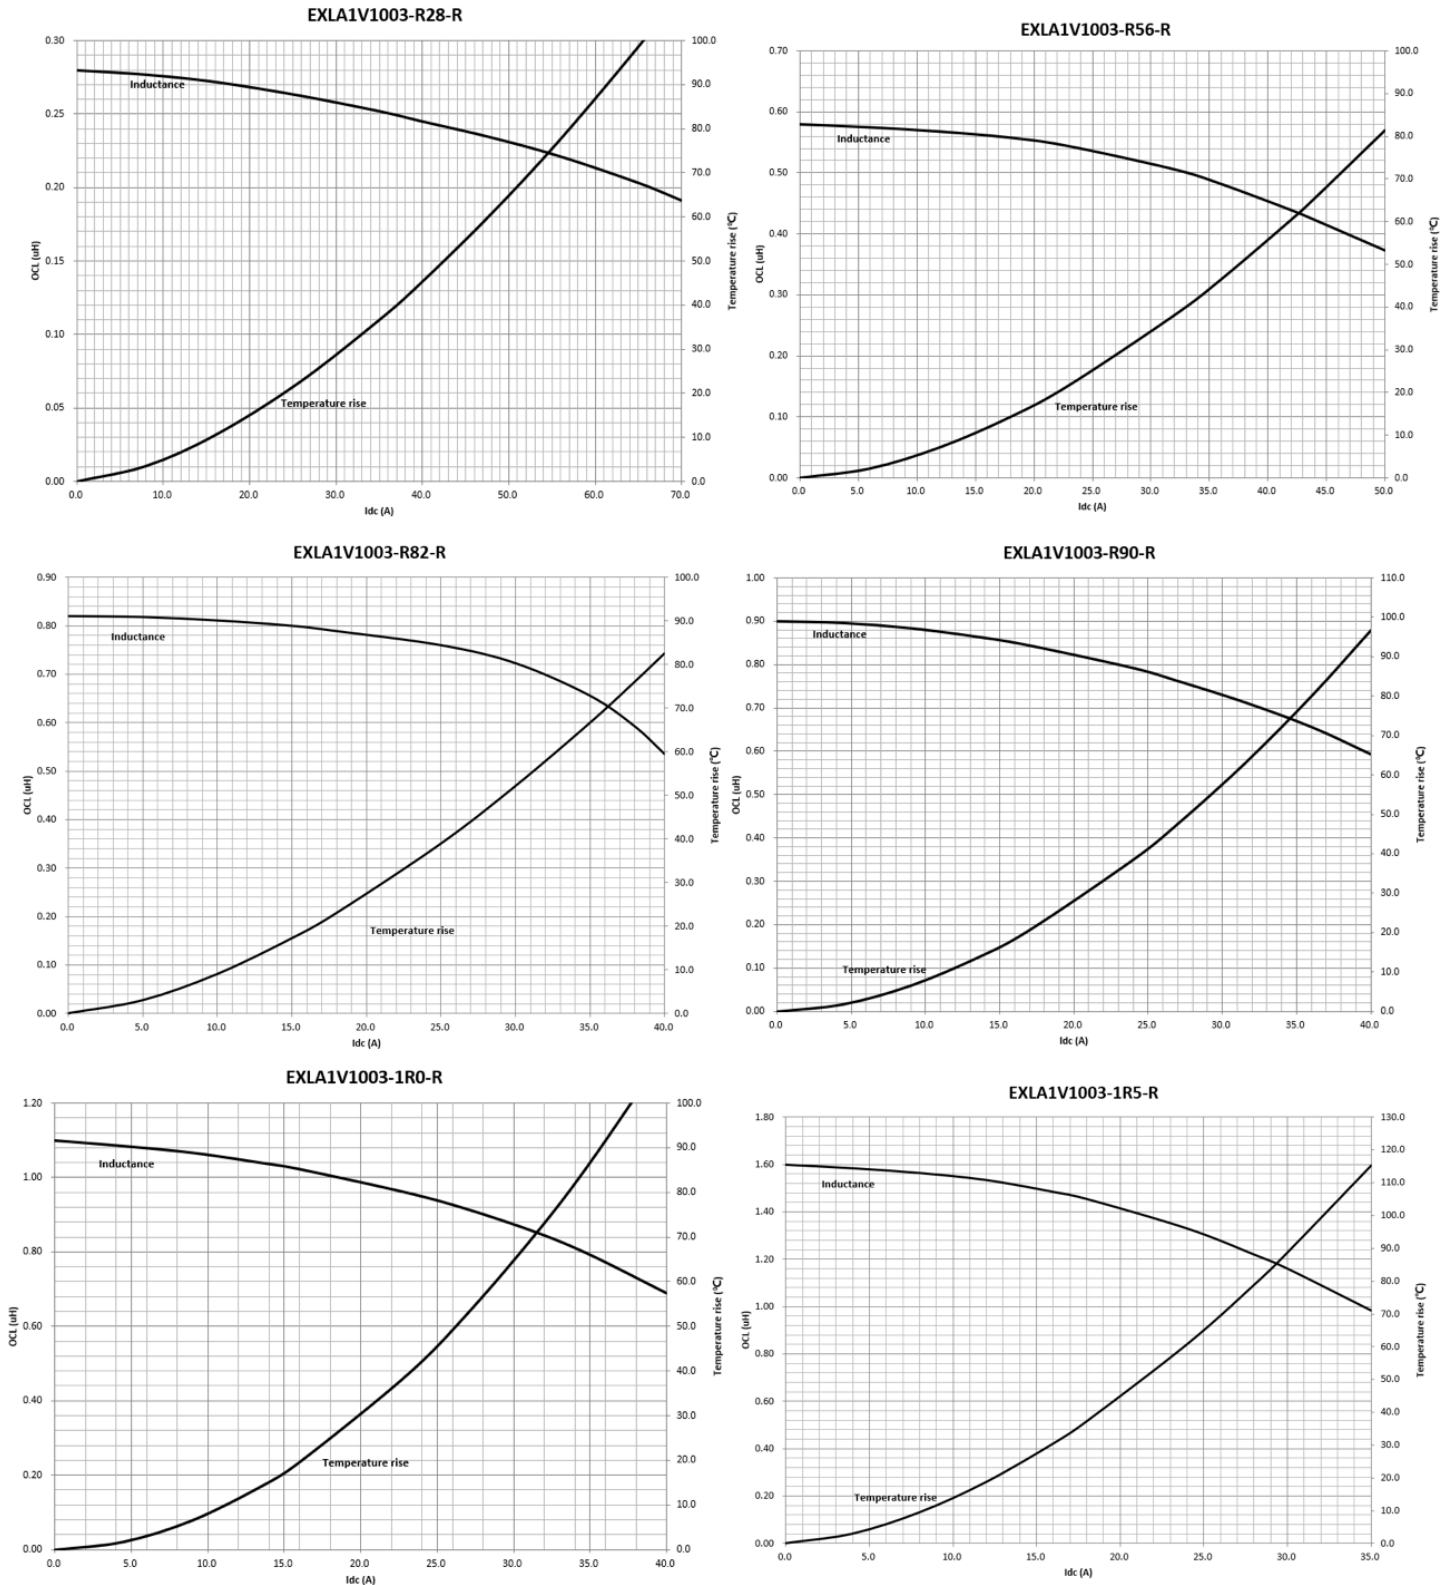 EXLA1V1003-R28-R
0.30
0.25
0.20
0.15
0.10
0.05
0.00
OCL (uH)
Inductance
Temperature rise
100.0
90.0
80.0
70.0
60.0
50.0
40.0
30.0
20.0
10.0
0.0
Temperature rise (℃)
0.0 10.0 20.0 30.0 40.0 50.0 60.0 70.0
Idc (A)
EXLA1V1003-R56-R
0.70
0.60
0.50
0.40
0.30
0.20
0.10
0.00
OCL (uH)
Inductance
Temperature rise
100.0
90.0
80.0
70.0
60.0
50.0
40.0
30.0
20.0
10.0
0.0
Temperature rise (℃)
0.0 5.0 10.0 15.0 20.0 25.0 30.0 35.0 40.0 45.0 50.0
Idc (A)
EXLA1V1003-R82-R
0.90
0.80
0.70
0.60
0.50
0.40
0.30
0.20
0.10
0.00
OCL (uH)
Inductance
Temperature rise
100.0
90.0
80.0
70.0
60.0
50.0
40.0
30.0
20.0
10.0
0.0
Temperature rise (℃)
0.0 5.0 10.0 15.0 20.0 25.0 30.0 35.0 40.0
Idc (A)
EXLA1V1003-R90-R
1.00
0.90
0.80
0.70
0.60
0.50
0.40
0.30
0.20
0.10
0.00
OCL (uH)
Inductance
Temperature rise
110.0
100.0
90.0
80.0
70.0
60.0
50.0
40.0
30.0
20.0
10.0
0.0
Temperature rise (℃)
0.0 5.0 10.0 15.0 20.0 25.0 30.0 35.0 40.0
Idc (A)
EXLA1V1003-1R0-R
1.20
1.00
0.80
0.60
0.40
0.20
0.00
OCL (uH)
Inductance
Temperature rise
100.0
90.0
80.0
70.0
60.0
50.0
40.0
30.0
20.0
10.0
0.0
Temperature rise (℃)
0.0 5.0 10.0 15.0 20.0 25.0 30.0 35.0 40.0
Idc (A)
EXLA1V1003-1R5-R
1.80
1.60
1.40
1.20
1.00
0.80
0.60
0.40
0.20
0.00
OCL (uH)
Inductance
Temperature rise
130.0
120.0
110.0
100.0
90.0
80.0
70.0
60.0
50.0
40.0
30.0
20.0
10.0
0.0
Temperature rise (℃)
0.0 5.0 10.0 15.0 20.0 25.0 30.0 35.0
Idc (A)